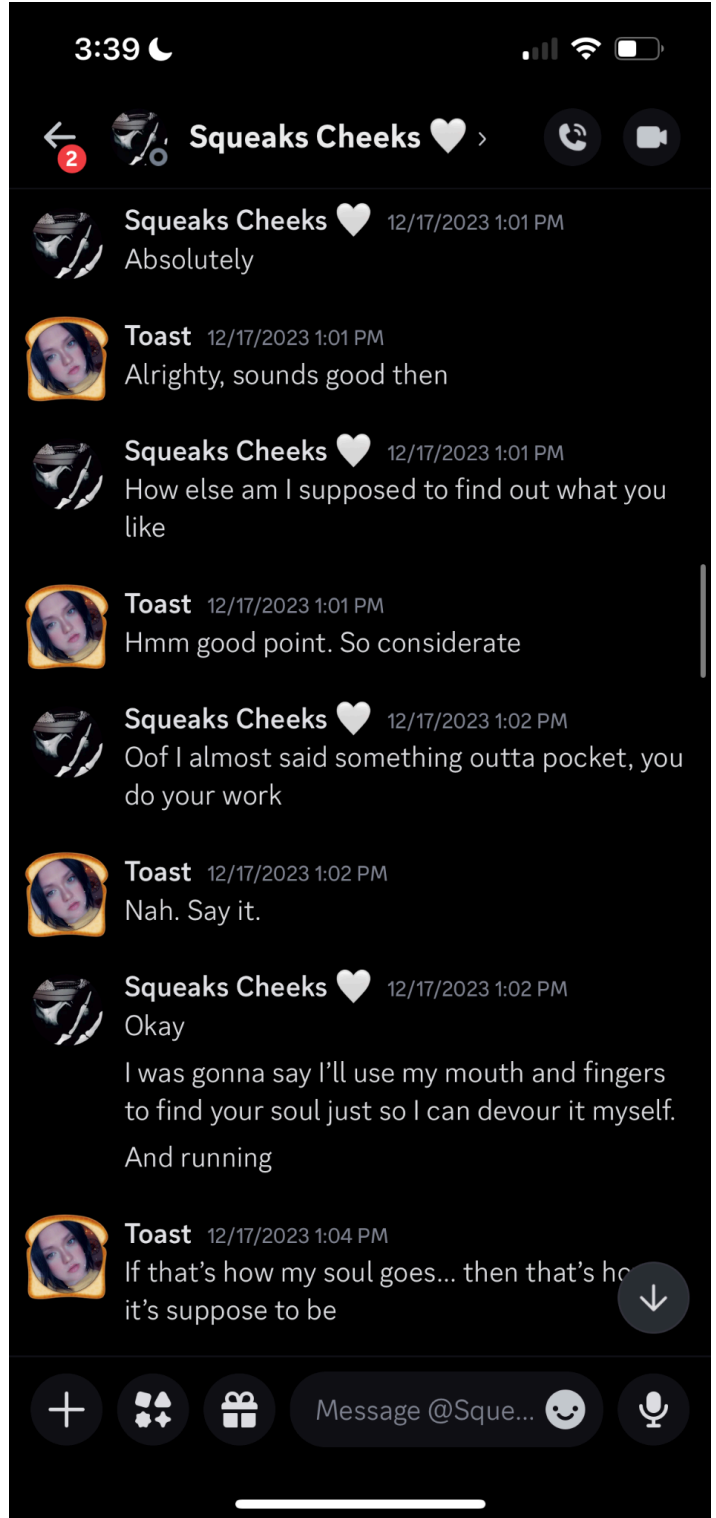 3:39
2
Squeaks Cheeks 🤍 ›
Squeaks Cheeks 🤍 12/17/2023 1:01 PM
Absolutely
Toast 12/17/2023 1:01 PM
Alrighty, sounds good then
Squeaks Cheeks 🤍 12/17/2023 1:01 PM
How else am I supposed to find out what you
like
Toast 12/17/2023 1:01 PM
Hmm good point. So considerate
Squeaks Cheeks 🤍 12/17/2023 1:02 PM
Oof I almost said something outta pocket, you
do your work
Toast 12/17/2023 1:02 PM
Nah. Say it.
Squeaks Cheeks 🤍 12/17/2023 1:02 PM
Okay
I was gonna say I’ll use my mouth and fingers
to find your soul just so I can devour it myself.
And running
Toast 12/17/2023 1:04 PM
If that’s how my soul goes... then that’s
it’s suppose to be
Message @Sque...